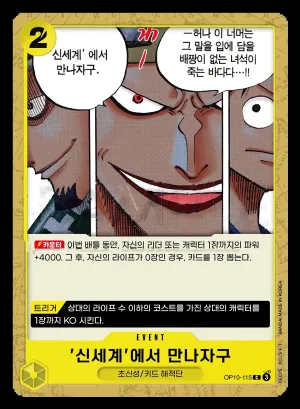 2
신세계' 에서
만나자구.
―허나 이 너머는
그 말을 입에 담을
배짱이 없는 녀석이
죽는 바다다…!!
카운터 이번 배틀 동안, 자신의 리더 또는 캐릭터 1장까지의 파워
+4000. 그 후, 자신의 라이프가 0장인 경우, 카드를 1장 뽑는다.
트리거 상대의 라이프 수 이하의 코스트를 가진 상대의 캐릭터를
1장까지 KO 시킨다.
EVENT
'신세계'에서 만나자구
초신성/키드 해적단
OP10-115 C 3